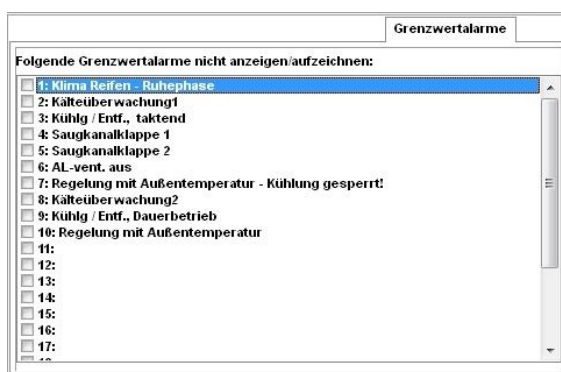 Grenzwertalarme
Folgende Grenzwertalarme nicht anzeigen/aufzeichnen:
1: Klima Reifen - Ruhephase
2: Kälteüberwachung1
3: Kühlg / Entf., taktend
4: Saugkanalklappe 1
5: Saugkanalklappe 2
6: AL-vent. aus
7: Regelung mit Außentemperatur - Kühlung gesperrt!
8: Kälteüberwachung2
9: Kühlg / Entf., Dauerbetrieb
10: Regelung mit Außentemperatur
11:
12:
13:
14:
15:
16:
17: